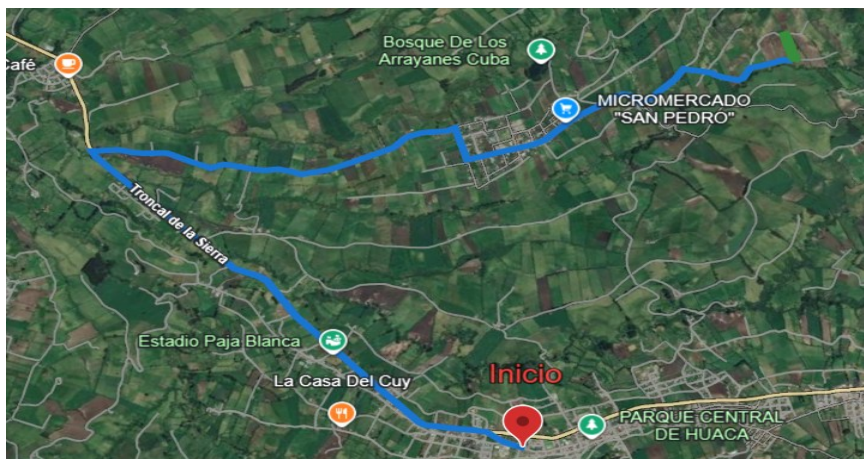 Café
Bosque De Los
Arrayanes Cuba
MICROMERCADO
"SAN PEDRO"
Troncal de la Sierra
Estadio Paja Blanca
La Casa Del Cuy
Inicio
PARQUE CENTRAL
DE HUACA